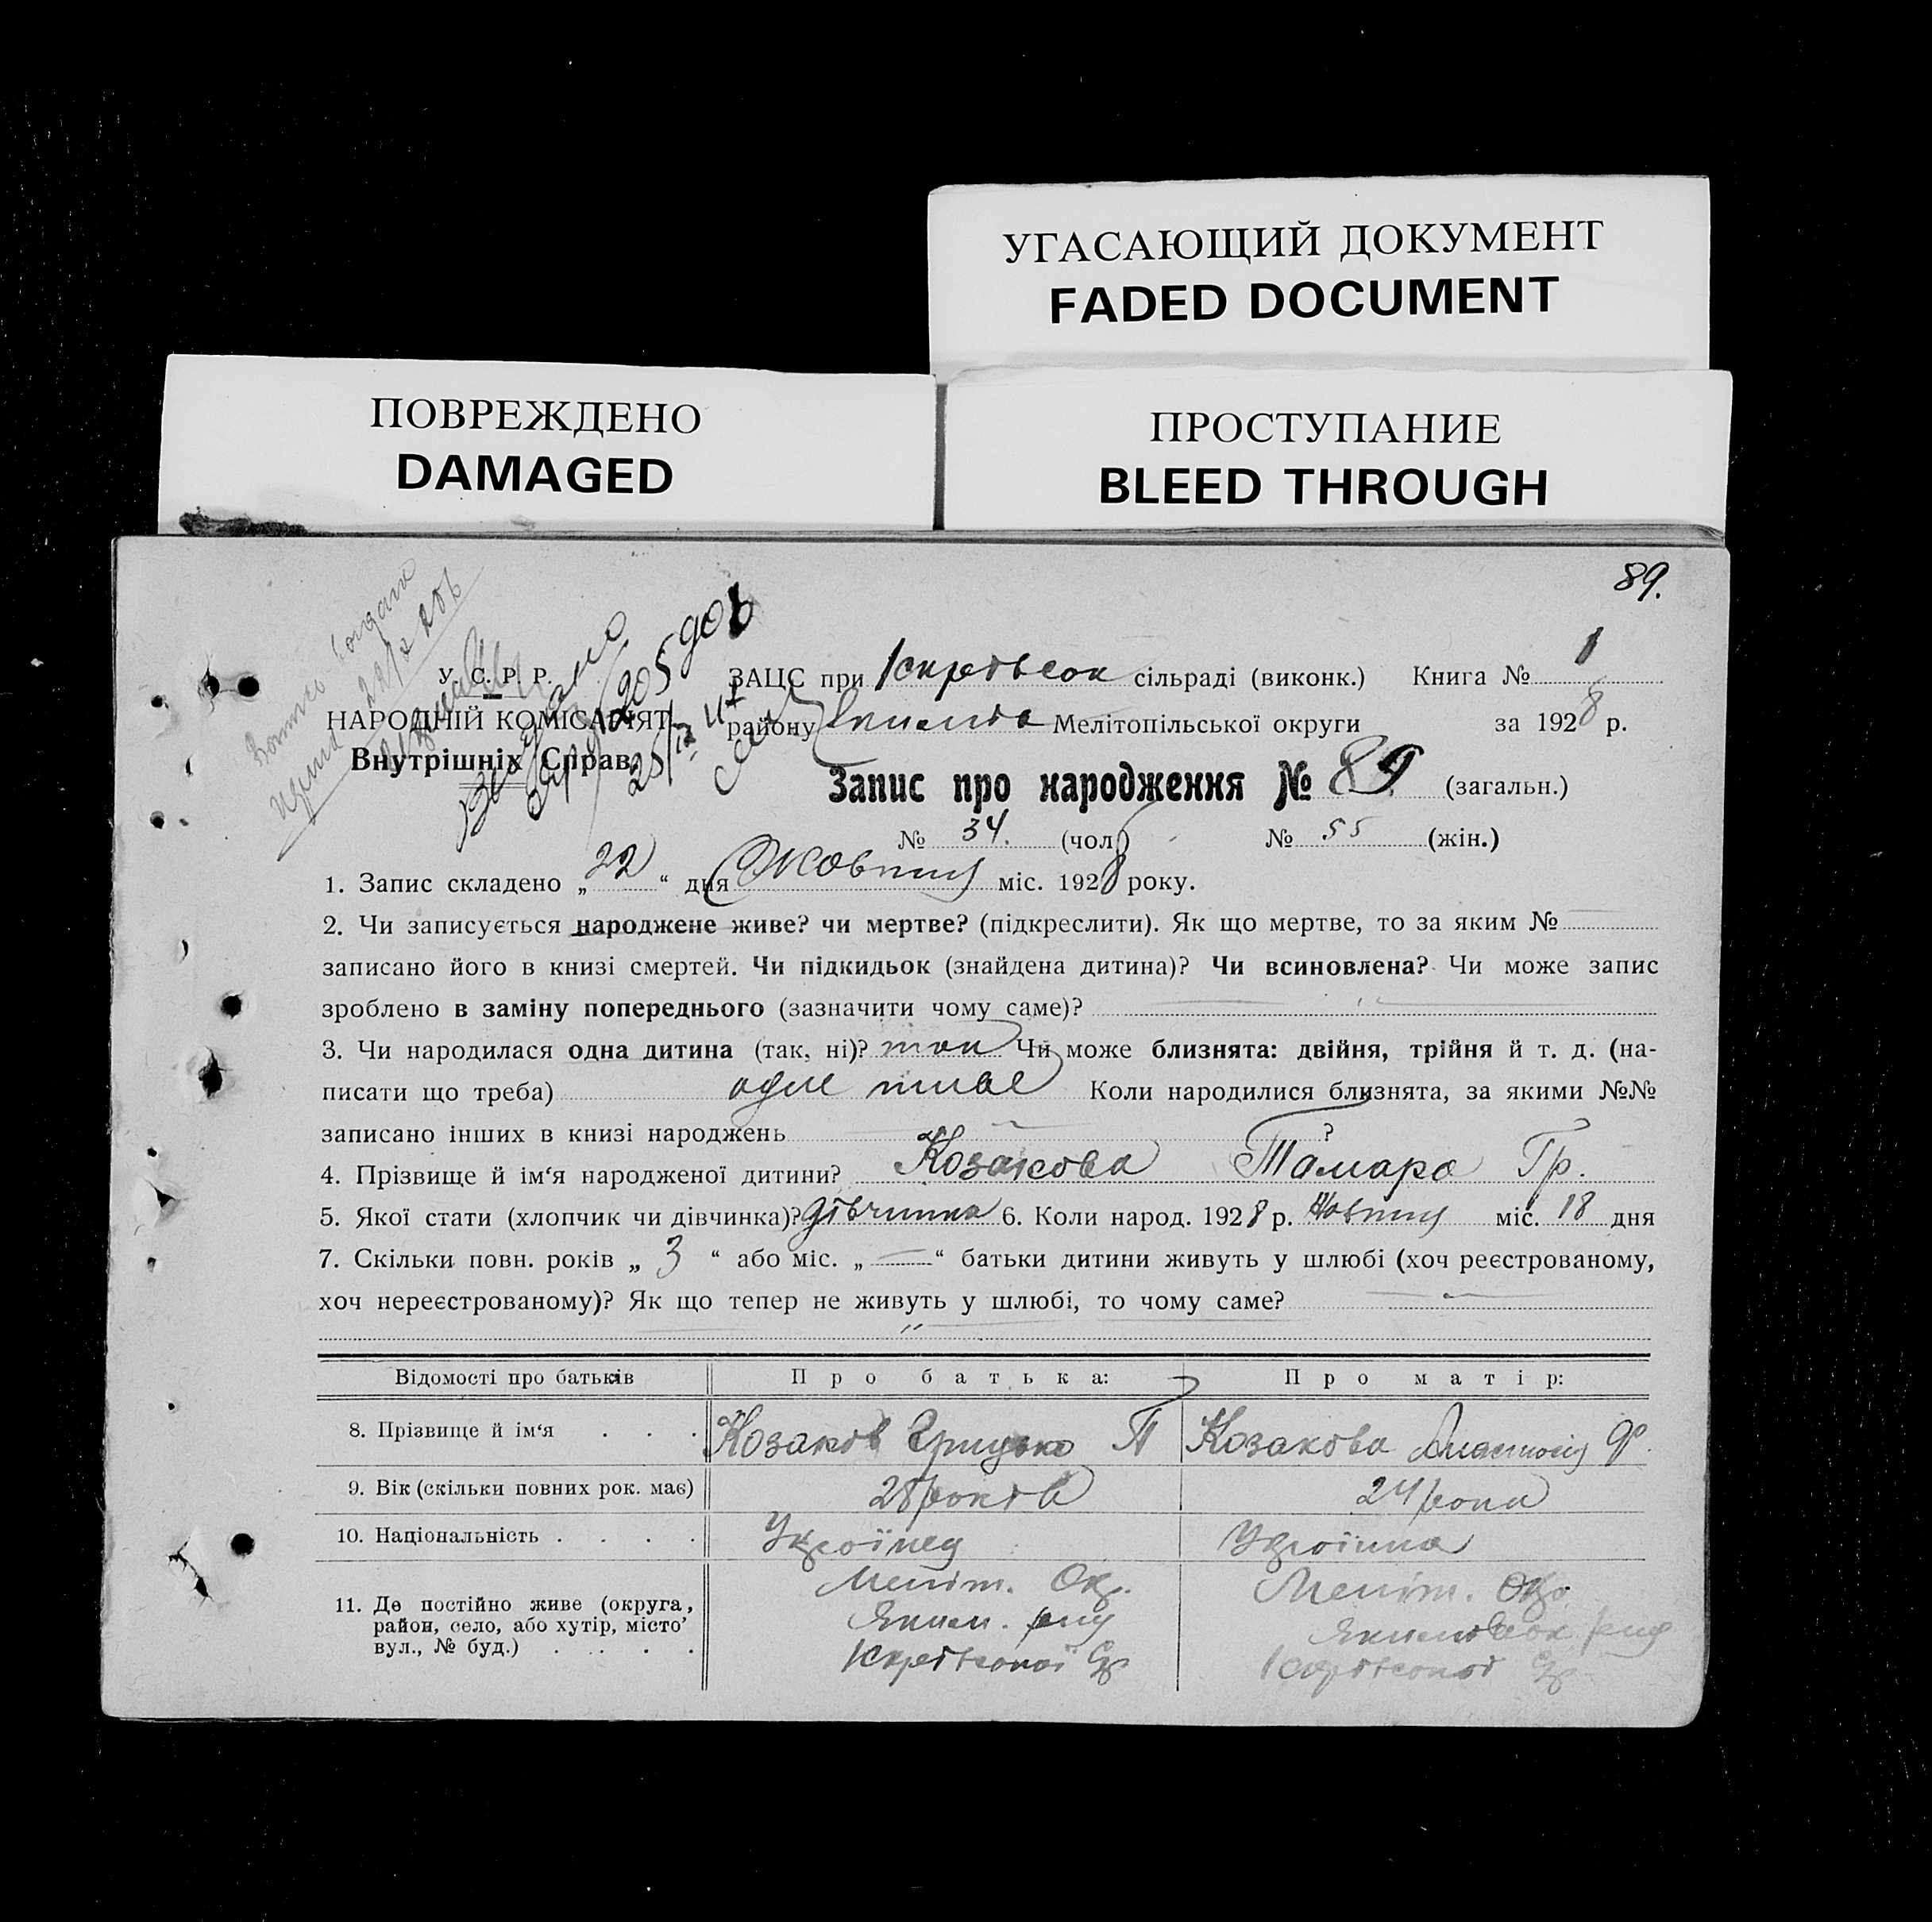 УГАСАЮЩИЙ ДОКУМЕНТ
FADED DOCUMENT
ПОВРЕЖДЕНО
DAMAGED
ПРОСТУПАНИЕ
BLEED THROUGH
89.
У. С. Р. Р.
НАРОДНІЙ КОМІСАРІЯТ
Внутрішніх Справ
Видано
ЗАЦС при сільраді (виконк.) Книга № 1
району Мелітопільської округи за 1928 р.
Запис про народження № 89 (загальн.)
№ 34. (чол.) № 55 (жін.)
1. Запис складено „22“ дня Жовтня міс. 1928 року.
2. Чи записується народжене живе? чи мертве? (підкреслити). Як що мертве, то за яким №
записано його в книзі смертей. Чи підкидьок (знайдена дитина)? Чи всиновлена? Чи може запис
зроблено в заміну попереднього (зазначити чому саме)?
3. Чи народилася одна дитина (так, ні)? так Чи може близнята: двійня, трійня й т. д. (на-
писати що треба) Коли народилися близнята, за якими №№
записано інших в книзі народжень ?
4. Прізвище й ім‘я народженої дитини? Козакова Тамара Гр.
5. Якої стати (хлопчик чи дівчинка)? дівчинка 6. Коли народ. 1928 р. Жовтня міс. 18 дня
7. Скільки повн. років „ 3 “ або міс. „ — “ батьки дитини живуть у шлюбі (хоч реєстрованому,
хоч нереєстрованому)? Як що тепер не живуть у шлюбі, то чому саме?
Відомості про батьків Про батька: Про матір:
8. Прізвище й ім‘я . . . Козаков Грицько П Козакова Анастасія Ф.
9. Вік (скільки повних рок. має) 28 років 24 роки
10. Національність . . . . Українец Українка
11. Де постійно живе (округа, район, село, або хутір, місто’ вул., № буд.) . . . . Меліт. Окр. Меліт. Окр.
Яким. рну